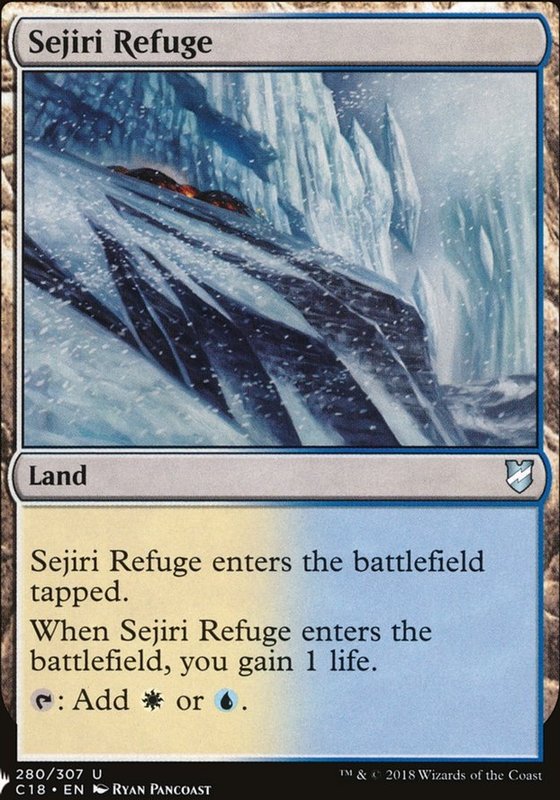 Sejiri Refuge
Land
Sejiri Refuge enters the battlefield
tapped.
When Sejiri Refuge enters the
battlefield, you gain 1 life.
: Add or .
280/307 U
C18 • EN Ryan Pancoast
™ & © 2018 Wizards of the Coast